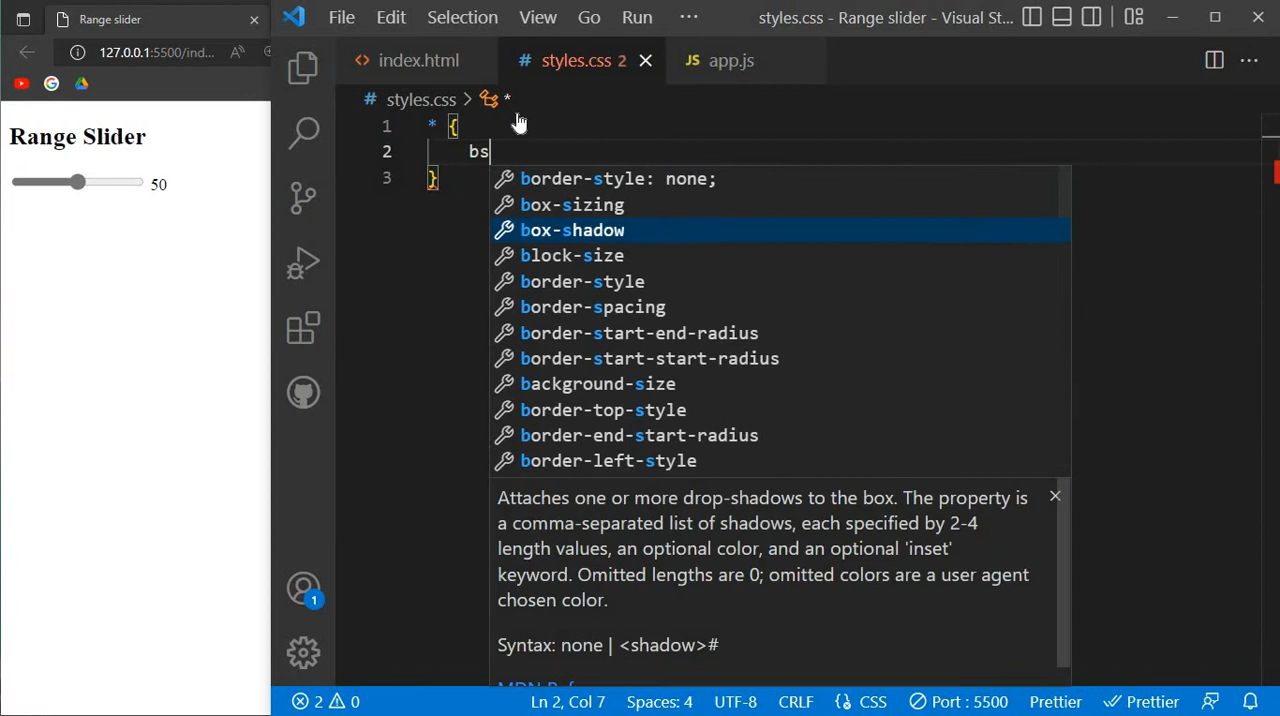 Range slider
127.0.0.1:5500/ind...
Range Slider
50
File Edit Selection View Go Run ···
styles.css - Range slider - Visual St...
index.html
# styles.css 2
JS app.js
# styles.css > *
1 * {
2 bs
3 }
border-style: none;
box-sizing
box-shadow
block-size
border-style
border-spacing
border-start-end-radius
border-start-start-radius
background-size
border-top-style
border-end-start-radius
border-left-style
Attaches one or more drop-shadows to the box. The property is
a comma-separated list of shadows, each specified by 2-4
length values, an optional color, and an optional 'inset'
keyword. Omitted lengths are 0; omitted colors are a user agent
chosen color.
Syntax: none | <shadow>#
1
2 0 Ln 2, Col 7 Spaces: 4 UTF-8 CRLF {} CSS Port : 5500 Prettier Prettier